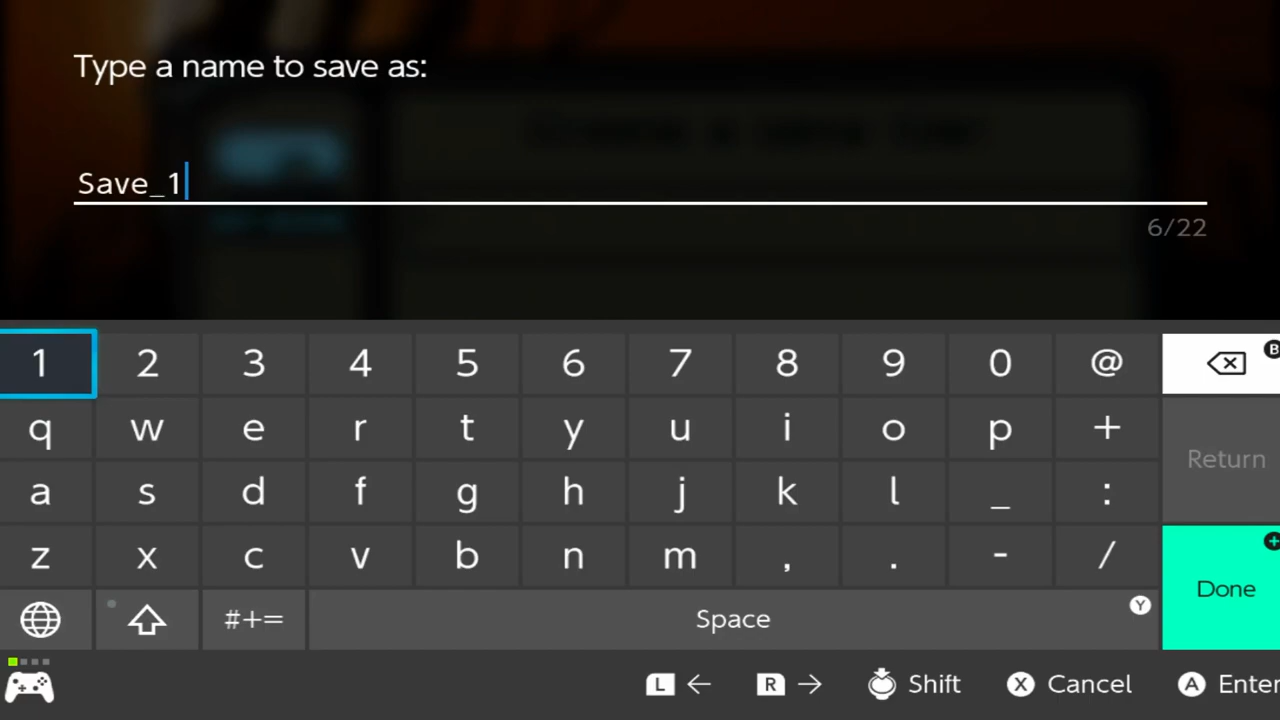 Type a name to save as:
Save_1
6/22
1 2 3 4 5 6 7 8 9 0 @ B
q w e r t y u i o p + Return
a s d f g h j k l _ :
z x c v b n m , . - / + Done
#+= Space Y
L ← R → Shift X Cancel A Enter